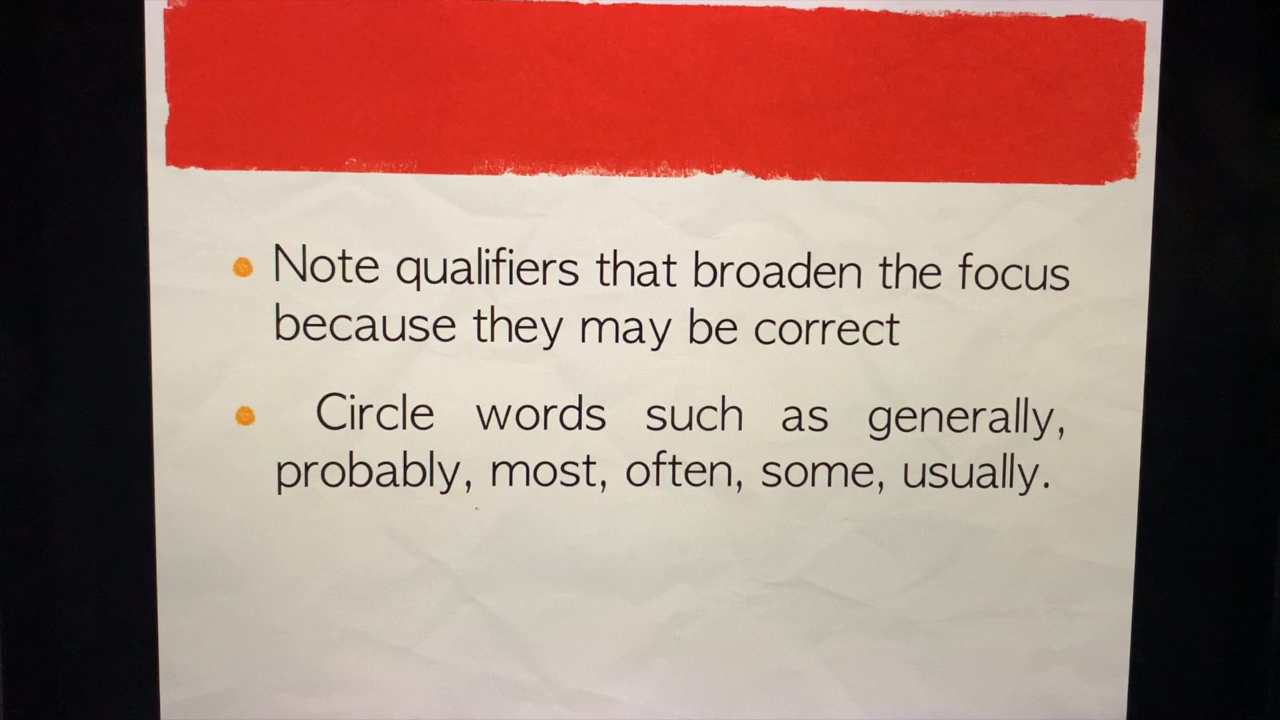 Note qualifiers that broaden the focus
because they may be correct
Circle words such as generally,
probably, most, often, some, usually.